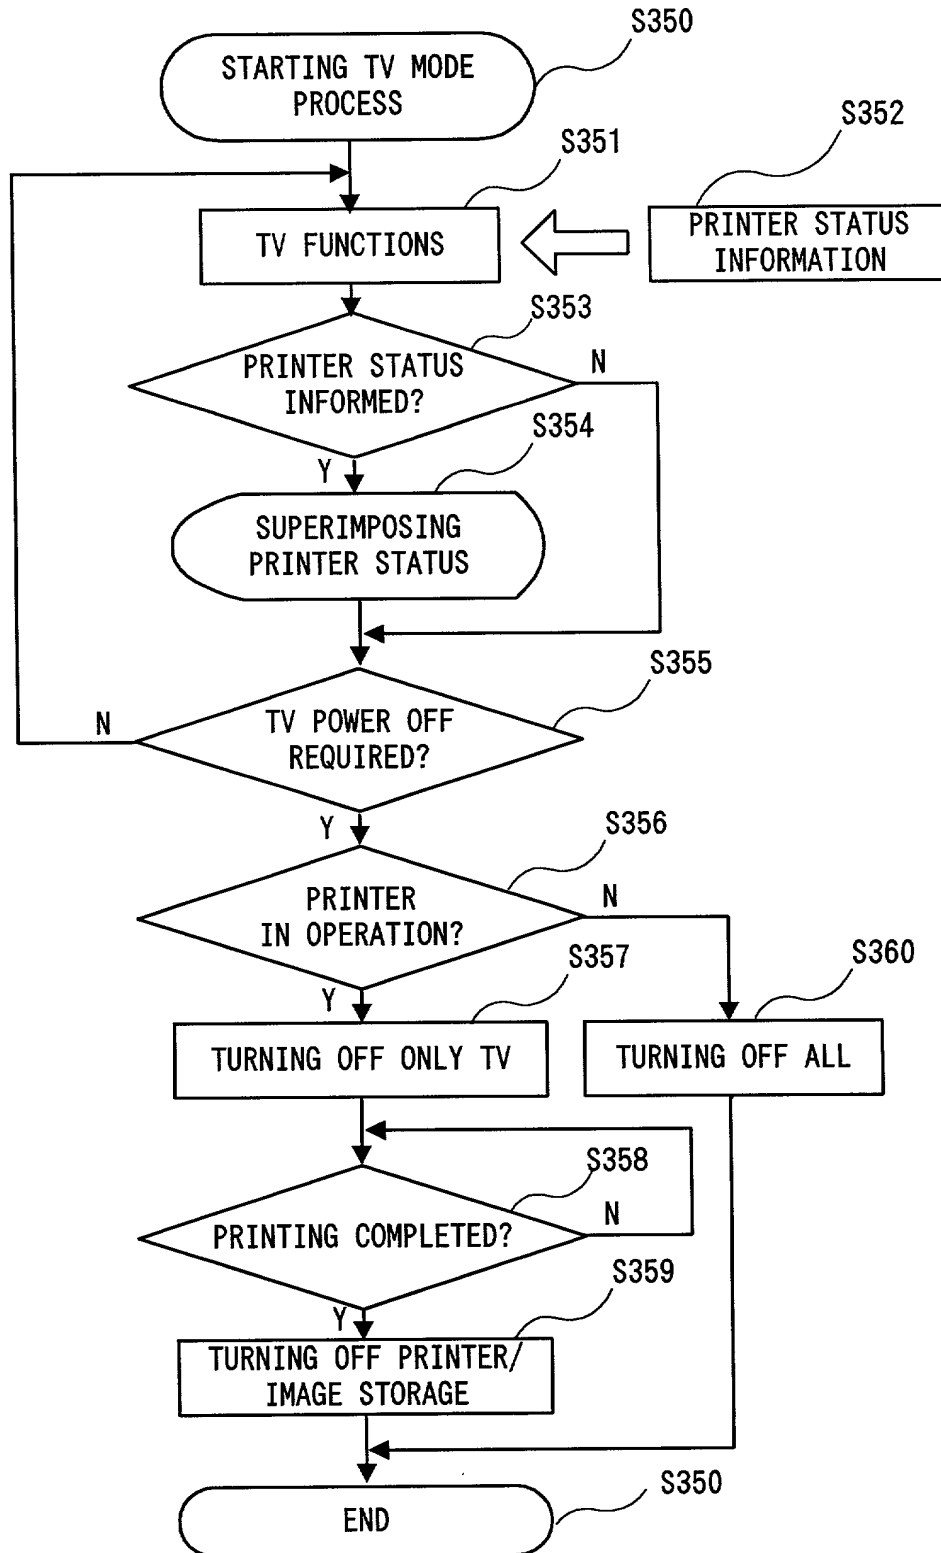 S350
STARTING TV MODE
PROCESS
S352
S351
TV FUNCTIONS
PRINTER STATUS
INFORMATION
S353
PRINTER STATUS
INFORMED?
N
S354
Y
SUPERIMPOSING
PRINTER STATUS
S355
N
TV POWER OFF
REQUIRED?
Y
S356
PRINTER
IN OPERATION?
N
S357
S360
Y
TURNING OFF ONLY TV
TURNING OFF ALL
S358
PRINTING COMPLETED?
N
S359
Y
TURNING OFF PRINTER
IMAGE STORAGE
S350
END